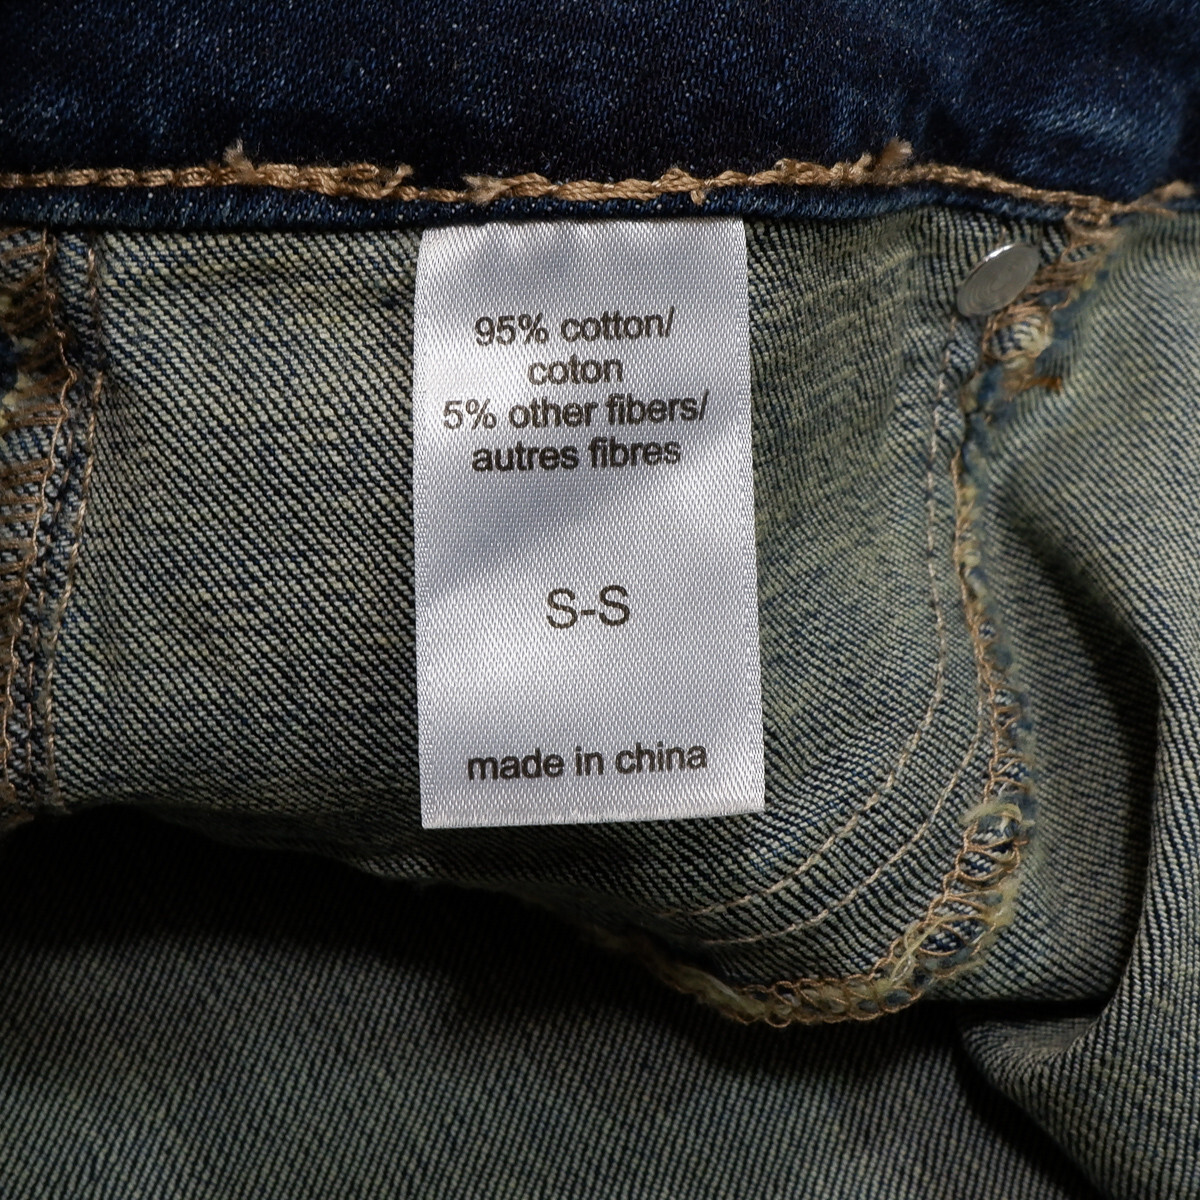 95% cotton/
coton
5% other fibers/
autres fibres
S-S
made in china